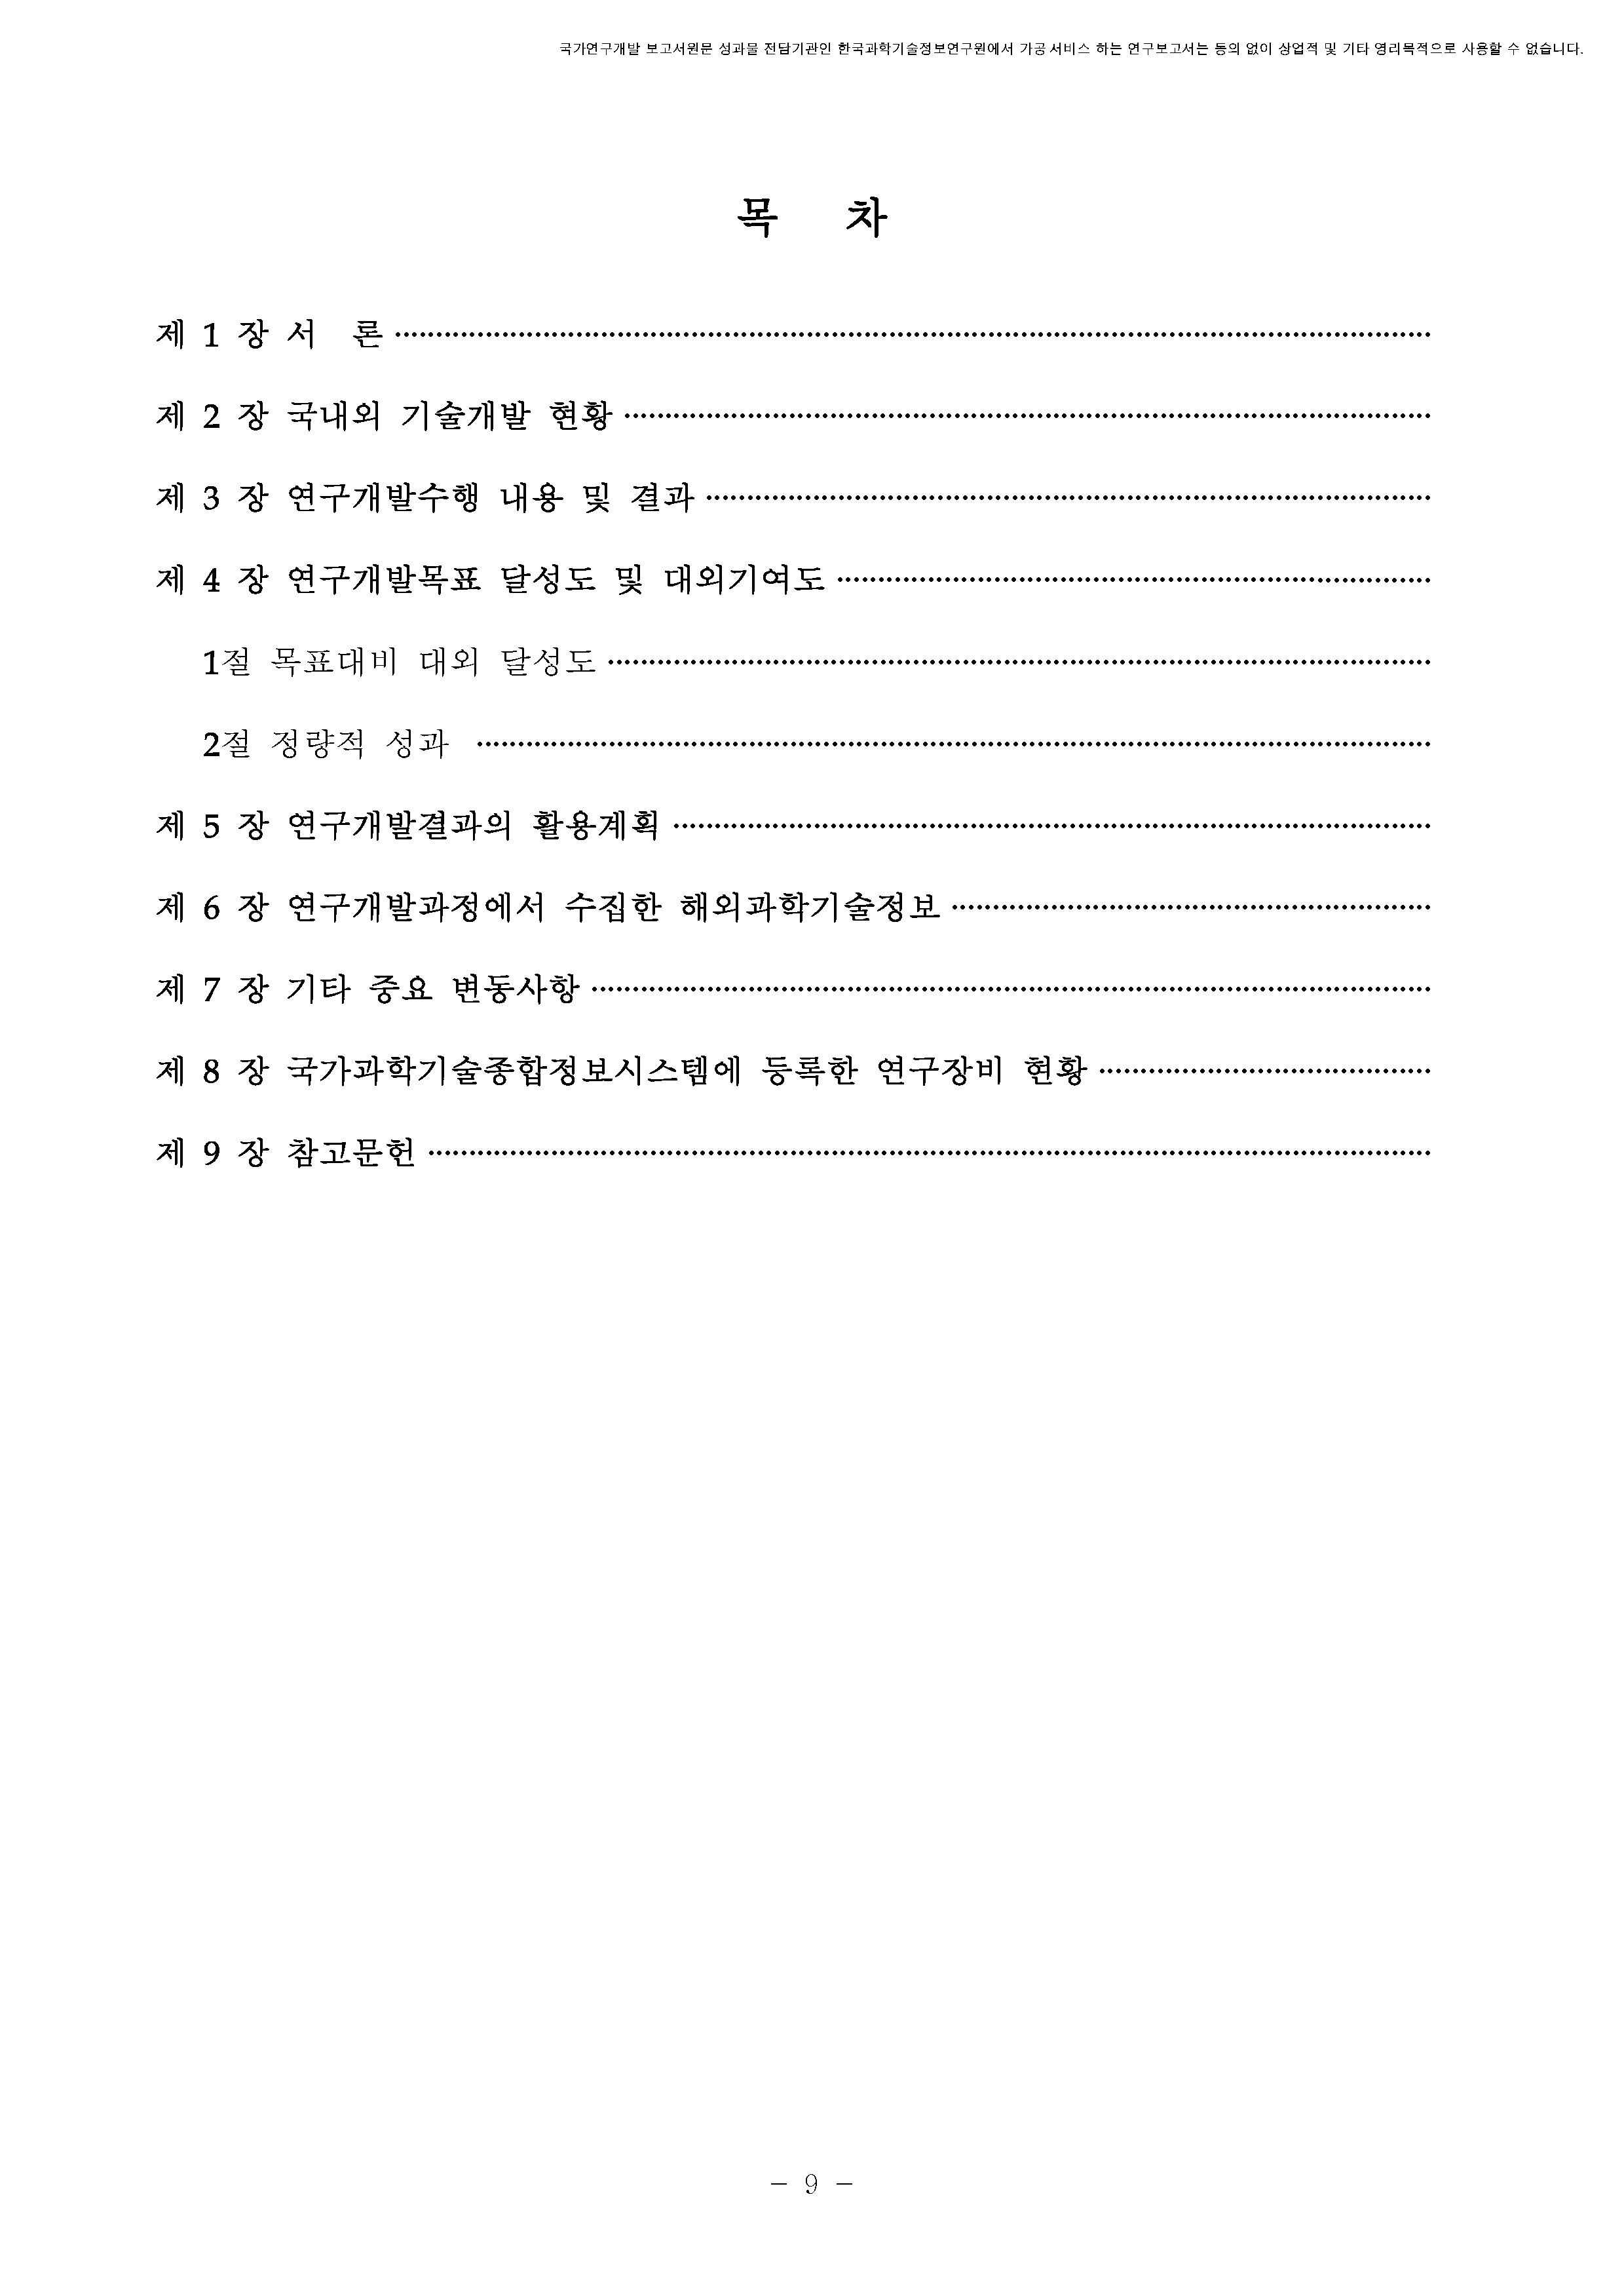 국가연구개발 보고서원문 성과물 전담기관인 한국과학기술정보연구원에서 가공·서비스 하는 연구보고서는 동의 없이 상업적 및 기타 영리목적으로 사용할 수 없습니다.
목 차
제 1 장 서 론 ························································
제 2 장 국내외 기술개발 현황 ························································
제 3 장 연구개발수행 내용 및 결과 ························································
제 4 장 연구개발목표 달성도 및 대외기여도 ························································
1절 목표대비 대외 달성도 ························································
2절 정량적 성과 ························································
제 5 장 연구개발결과의 활용계획 ························································
제 6 장 연구개발과정에서 수집한 해외과학기술정보 ························································
제 7 장 기타 중요 변동사항 ························································
제 8 장 국가과학기술종합정보시스템에 등록한 연구장비 현황 ························································
제 9 장 참고문헌 ························································
- 9 -